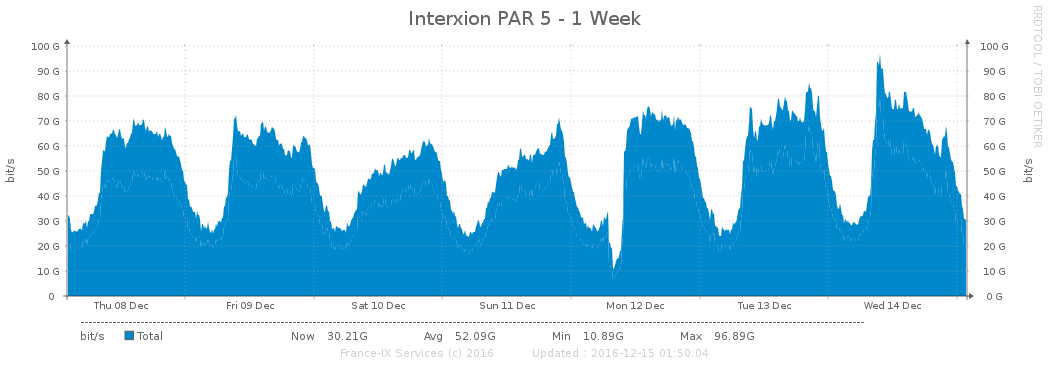 Interxion PAR 5 - 1 Week
RRDTOOL / TOBI OETIKER
100 G 100 G
90 G 90 G
80 G 80 G
70 G 70 G
60 G 60 G
50 G 50 G
40 G 40 G
30 G 30 G
20 G 20 G
10 G 10 G
0 0 G
bit/s bit/s
Thu 08 Dec Fri 09 Dec Sat 10 Dec Sun 11 Dec Mon 12 Dec Tue 13 Dec Wed 14 Dec
bit/s Total Now 30.21G Avg 52.09G Min 10.89G Max 96.89G
France-IX Services (c) 2016 Updated : 2016-12-15 01:50:04